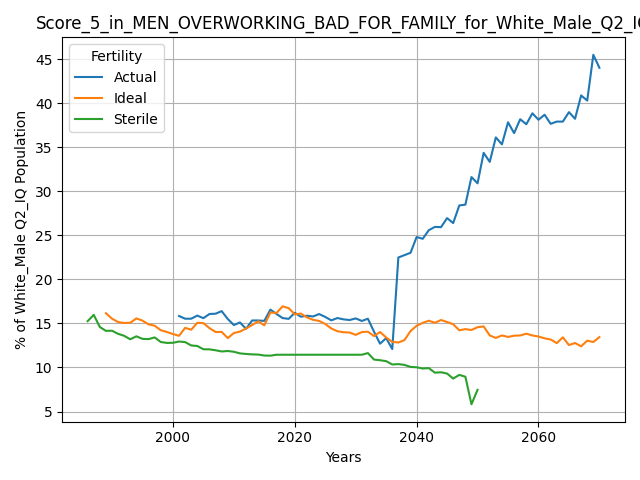 Score_5_in_MEN_OVERWORKING_BAD_FOR_FAMILY_for_White_Male_Q2_IQ
Fertility
Actual
Ideal
Sterile
% of White_Male Q2_IQ Population
45
40
35
30
25
20
15
10
5
2000 2020 2040 2060
Years